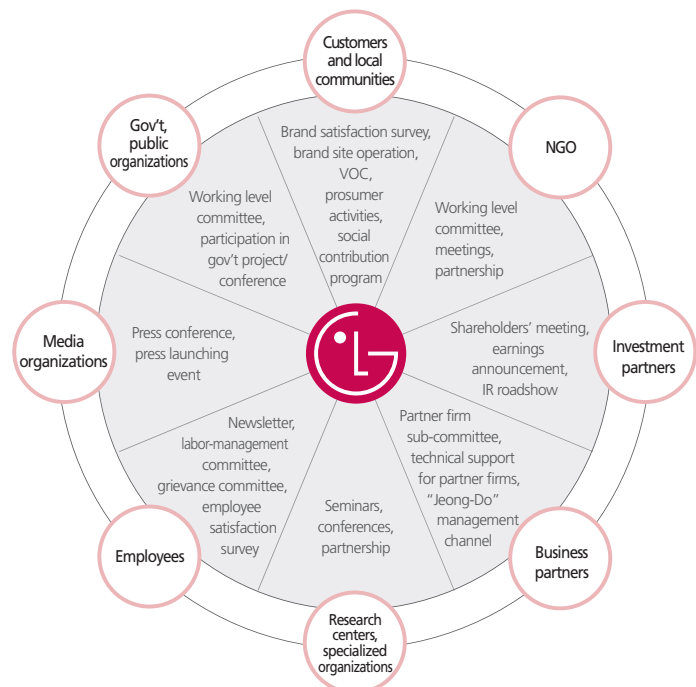 Customers
and local
communities
Gov't,
public
organizations
NGO
Brand satisfaction survey,
brand site operation,
VOC,
prosumer
activities,
social
contribution
program
Working level
committee,
participation in
gov't project/
conference
Working level
committee,
meetings,
partnership
Media
organizations
Press conference,
press launching
event
LG
Shareholders' meeting,
earnings
announcement,
IR roadshow
Investment
partners
Newsletter,
labor-management
committee,
grievance committee,
employee
satisfaction
survey
Seminars,
conferences,
partnership
Partner firm
sub-committee,
technical support
for partner firms,
“Jeong-Do”
management
channel
Employees
Business
partners
Research
centers,
specialized
organizations